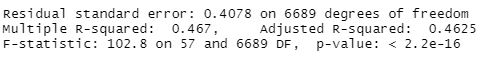 Residual standard error: 0.4078 on 6689 degrees of freedom
Multiple R-squared:  0.467,	Adjusted R-squared:  0.4625
F-statistic: 102.8 on 57 and 6689 DF,  p-value: < 2.2e-16